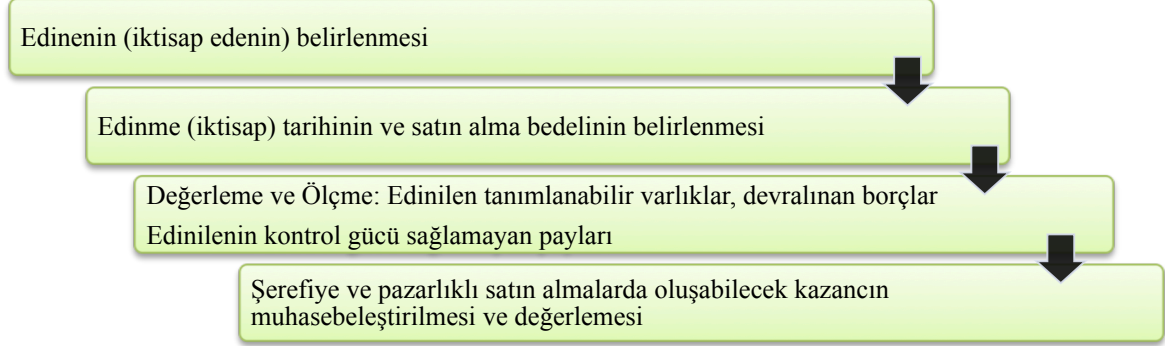 Edinenin (iktisap edenin) belirlenmesi
Edinme (iktisap) tarihinin ve satın alma bedelinin belirlenmesi
Değerleme ve Ölçme: Edinilen tanımlanabilir varlıklar, devralınan borçlar
Edinilenin kontrol gücü sağlamayan payları
Şerefiye ve pazarlıklı satın almalarda oluşabilecek kazancın
muhasebeleştirilmesi ve değerlemesi